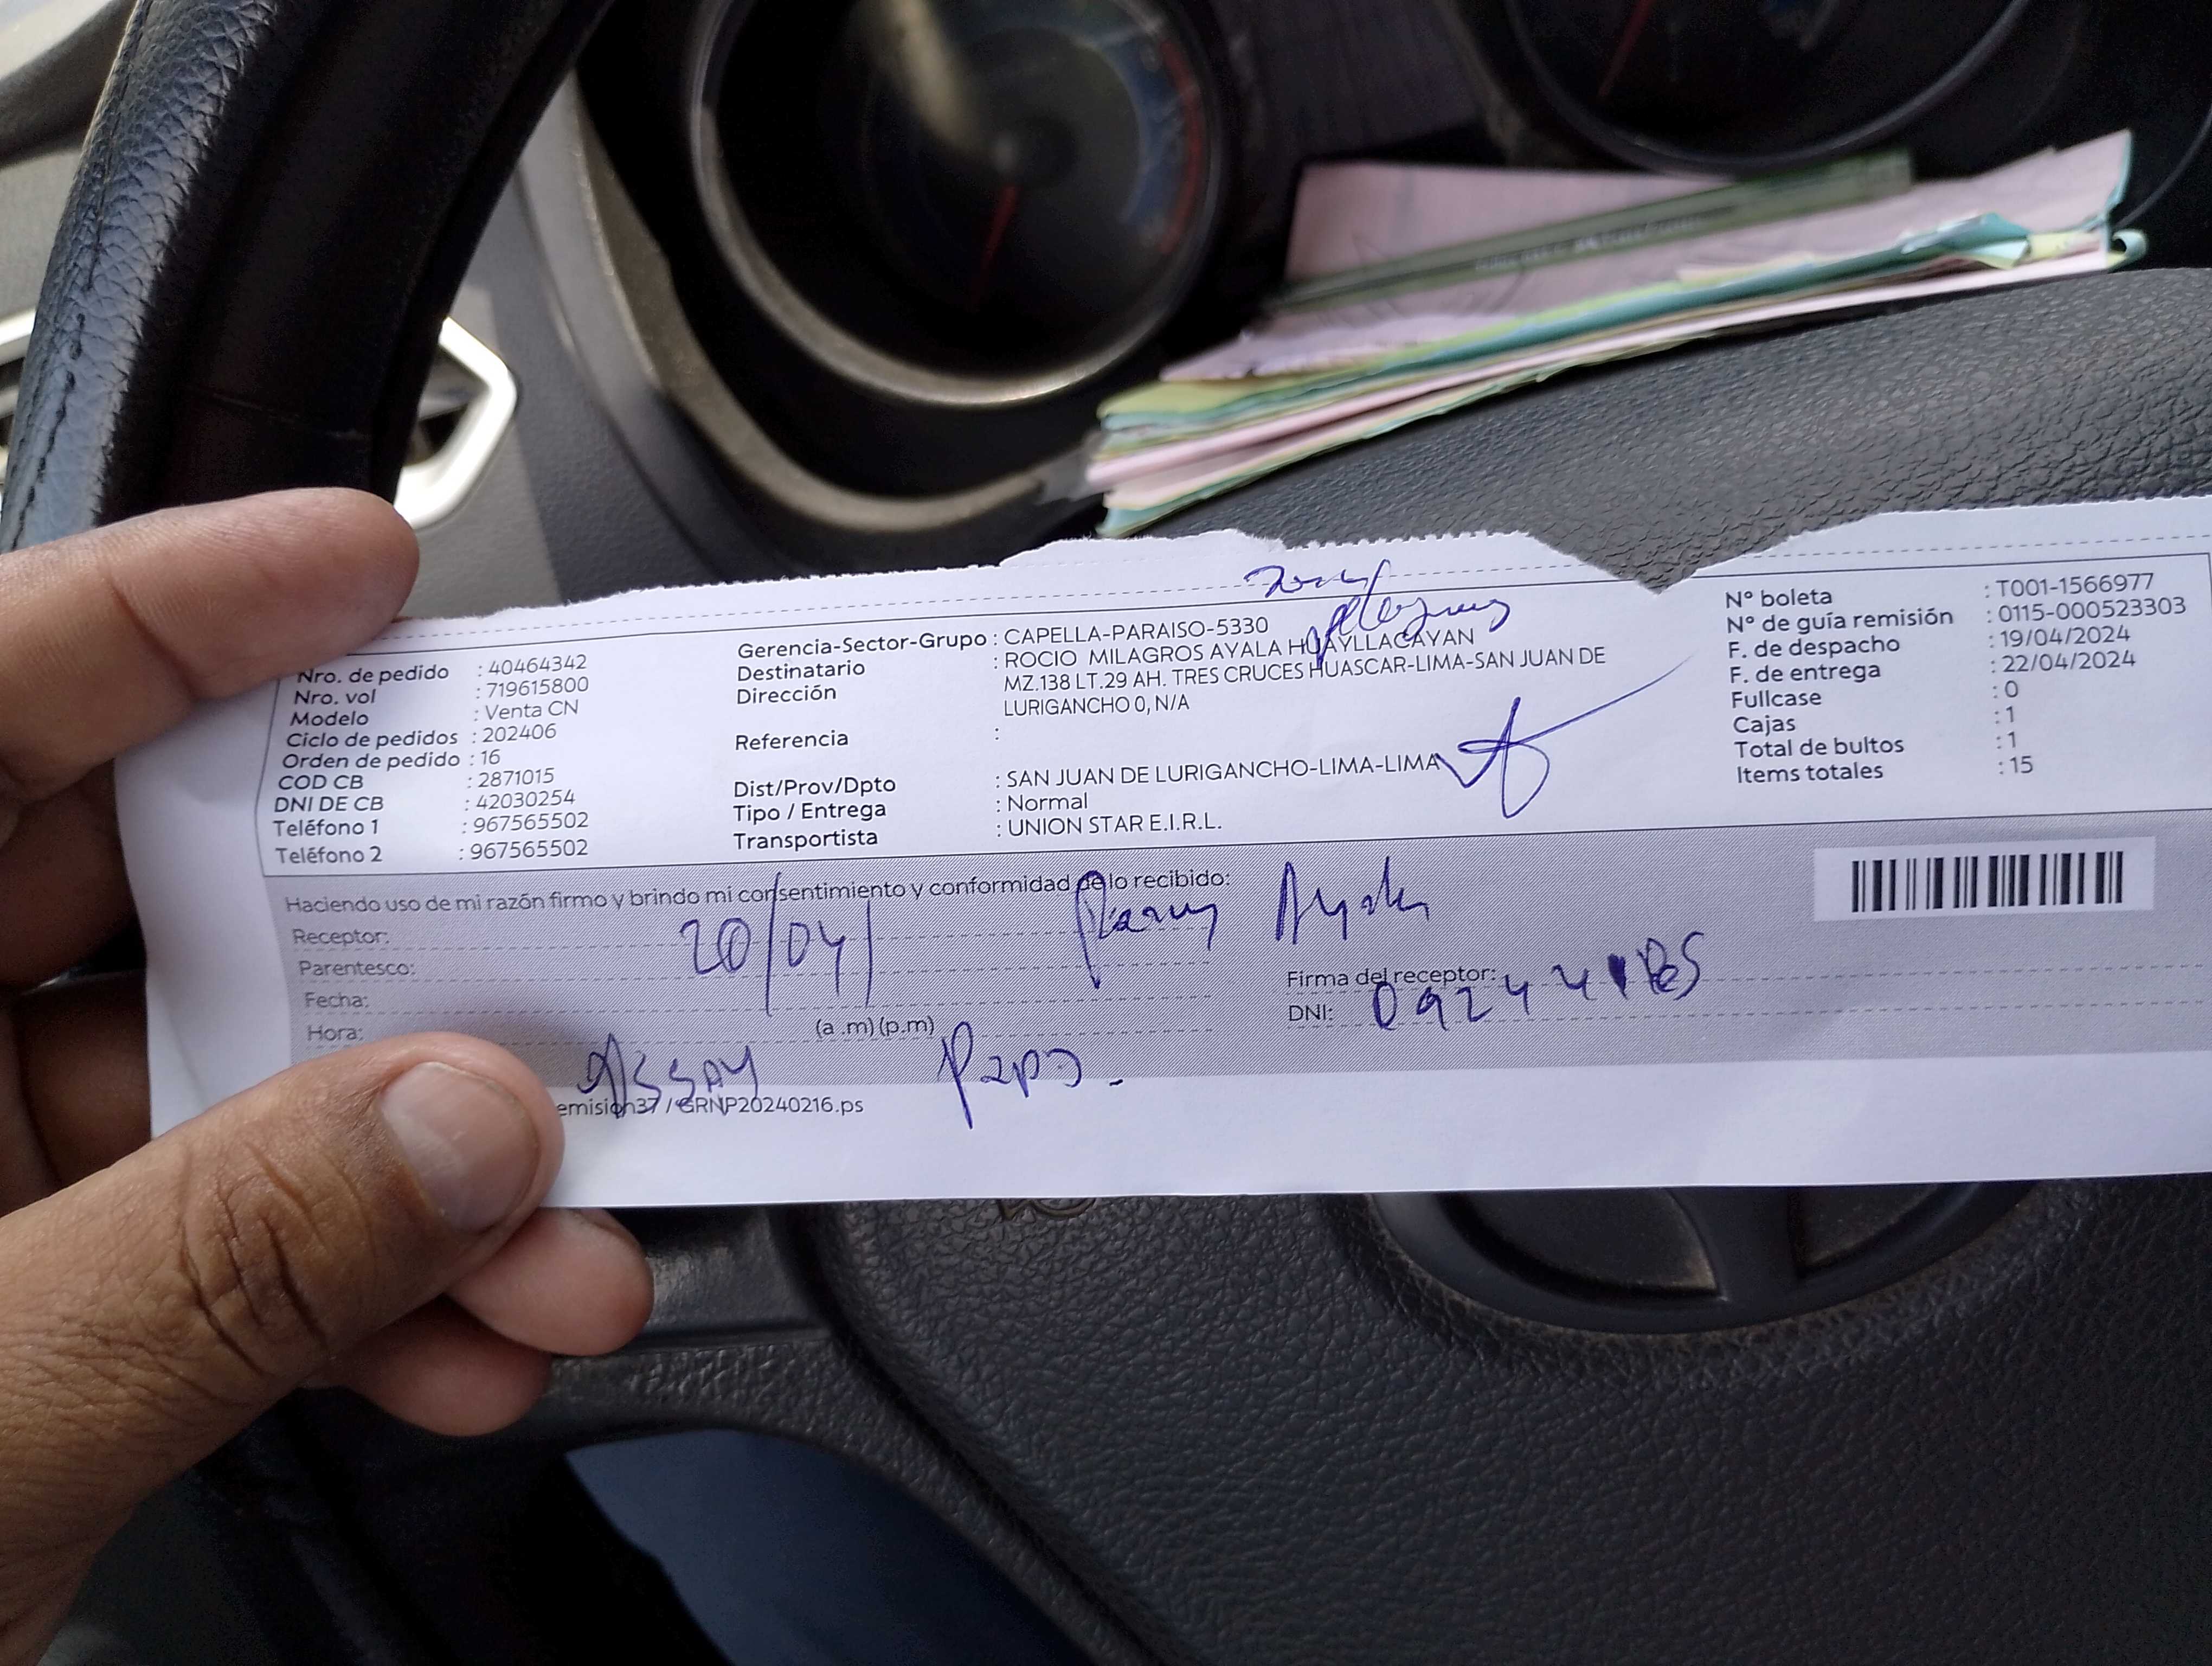 Nro. de pedido : 40464342
Nro. vol : 719615800
Modelo : Venta CN
Ciclo de pedidos : 202406
Orden de pedido : 16
COD CB : 2871015
DNI DE CB : 42030254
Teléfono 1 : 967565502
Teléfono 2 : 967565502
Gerencia-Sector-Grupo : CAPELLA-PARAISO-5330
Destinatario : ROCIO MILAGROS AYALA HUAYLLACAYAN
Dirección : MZ.138 LT.29 AH. TRES CRUCES HUASCAR-LIMA-SAN JUAN DE
LURIGANCHO 0, N/A
Referencia :
Dist/Prov/Dpto : SAN JUAN DE LURIGANCHO-LIMA-LIMA
Tipo / Entrega : Normal
Transportista : UNION STAR E.I.R.L.
N° boleta : T001-1566977
N° de guía remisión : 0115-000523303
F. de despacho : 19/04/2024
F. de entrega : 22/04/2024
Fullcase : 0
Cajas : 1
Total de bultos : 1
Items totales : 15
Haciendo uso de mi razón firmo y brindo mi consentimiento y conformidad de lo recibido:
Receptor:
Parentesco:
20/04/
Ayala
Fecha:
Hora: (a .m) (p.m)
Firma del receptor:
DNI:
Papa.
emision37 / GRNP20240216.ps